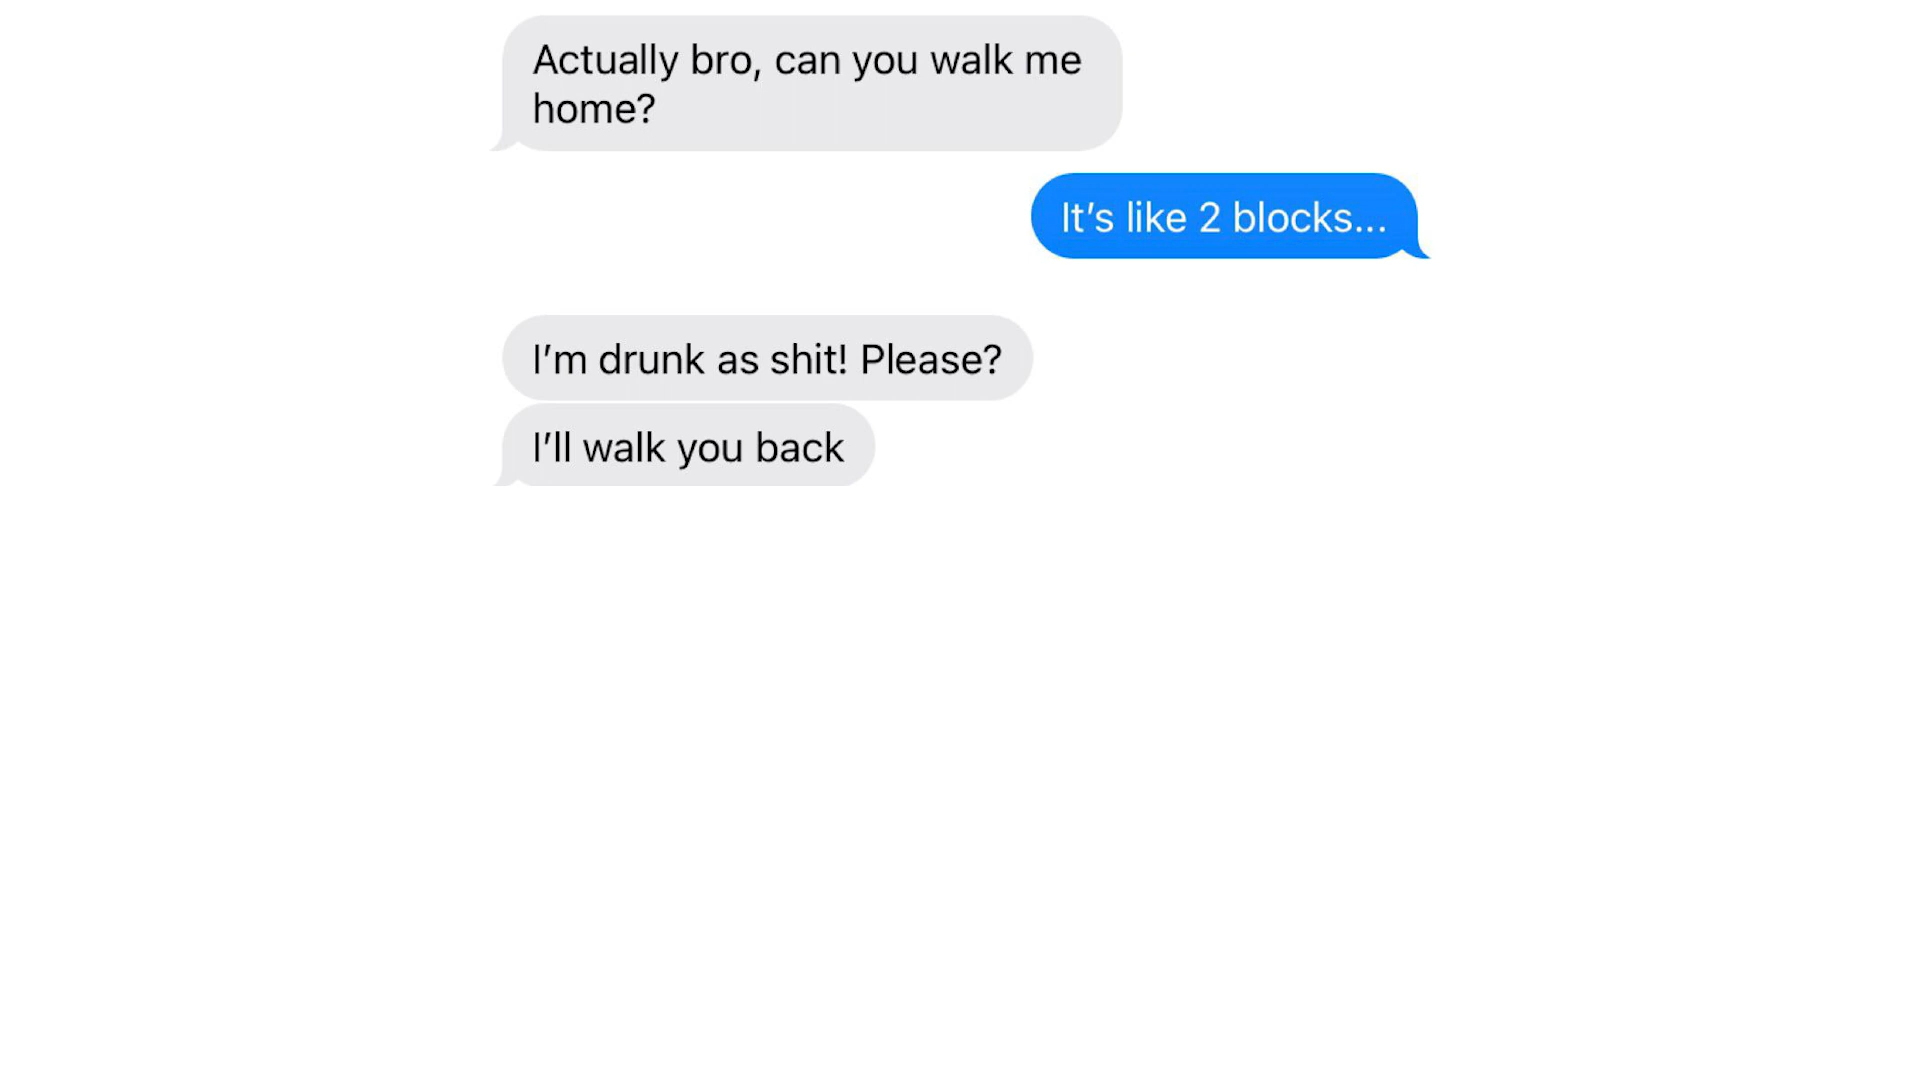 Actually bro, can you walk me
home?
It’s like 2 blocks...
I’m drunk as shit! Please?
I’ll walk you back